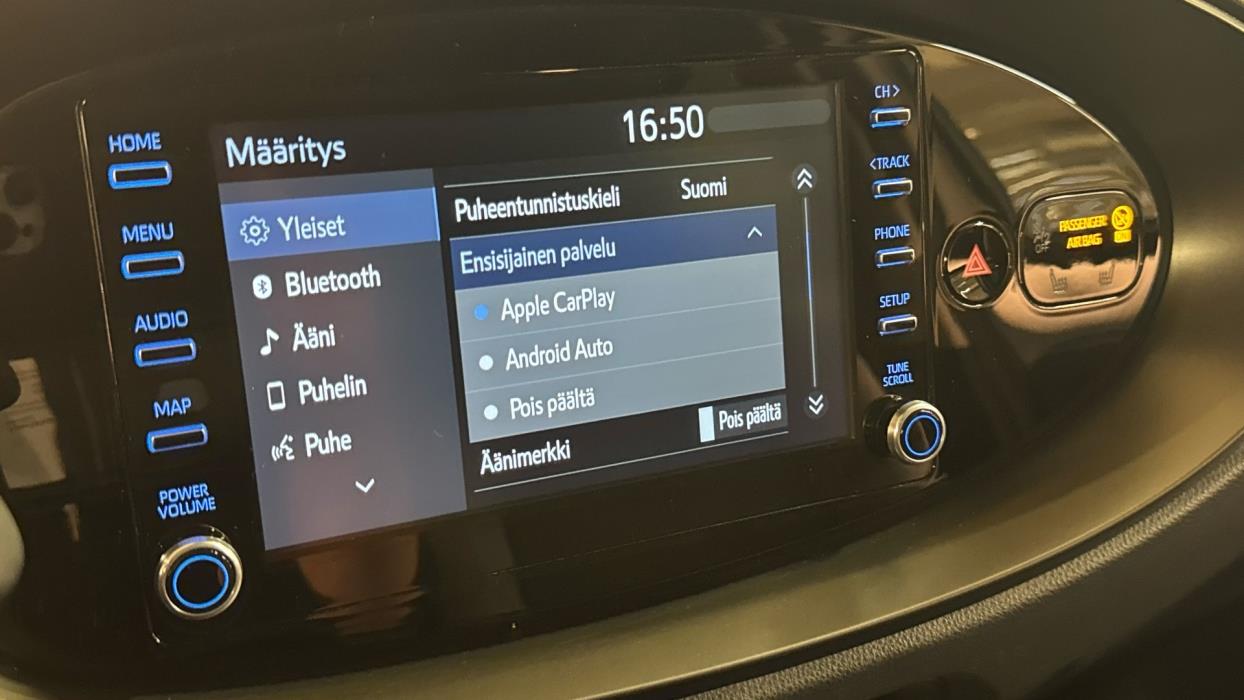 HOME
MENU
AUDIO
MAP
POWER
VOLUME
Määritys
16:50
Yleiset
Bluetooth
Ääni
Puhelin
Puhe
Puheentunnistuskieli Suomi
Ensisijainen palvelu
Apple CarPlay
Android Auto
Pois päältä
Äänimerkki Pois päältä
CH>
<TRACK
PHONE
SETUP
TUNE
SCROLL
PASSENGER
AIRBAG
OFF